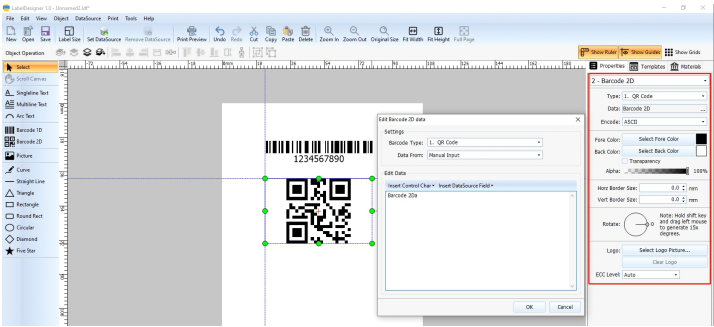 LabelDesigner 1.0 - Unnamed2.ldf*
File Edit View Object DataSource Print Tools Help
New Open Save Label Size Set DataSource Remove DataSource Print Preview Undo Redo Cut Copy Paste Delete Zoom In Zoom Out Original Size Fit Width Fit Height Full Page
Object Operation
Show Ruler Show Guides Show Grids
Select
Scroll Canvas
Singleline Text
Multiline Text
Arc Text
Barcode 1D
Barcode 2D
Picture
Curve
Straight Line
Triangle
Rectangle
Round Rect
Circular
Diamond
Five Star
1234567890
Edit Barcode 2D data
Settings
Barcode Type: 1. QR Code
Data From: Manual Input
Edit Data
Insert Control Char Insert DataSource Field
Barcode 2Da
OK Cancel
Properties Templates Materials
2 - Barcode 2D
Type: 1. QR Code
Data: Barcode 2D ...
Encode: ASCII
Fore Color: Select Fore Color
Back Color: Select Back Color
Transparency
Alpha: 100%
Horz Border Size: 0.0 mm
Vert Border Size: 0.0 mm
Rotate: 0
Note: Hold shift key
and drag left mouse
to generate 15x
degrees.
Logo: Select Logo Picture...
Clear Logo
ECC Level: Auto